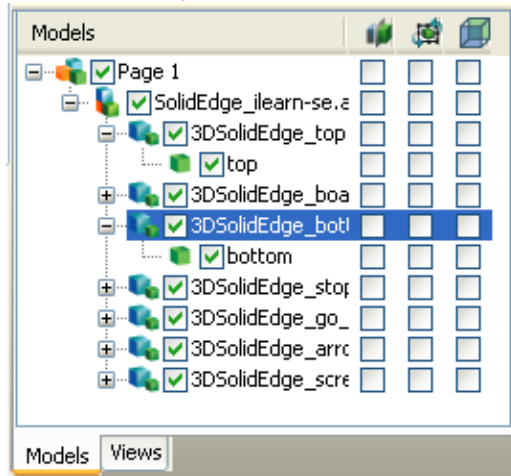 Models
Page 1
SolidEdge_ilearn-se.a
3DSolidEdge_top
top
3DSolidEdge_boa
3DSolidEdge_bot
bottom
3DSolidEdge_stop
3DSolidEdge_go_
3DSolidEdge_arro
3DSolidEdge_scre
Models Views